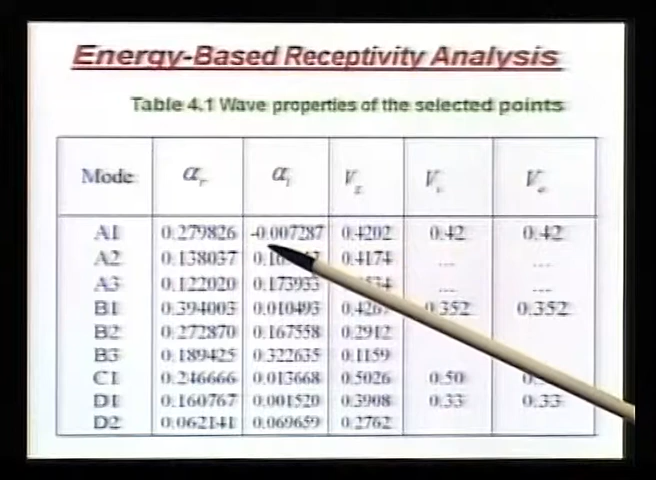 Energy-Based Receptivity Analysis
Table 4.1 Wave properties of the selected points
Mode αr αi Vg Vs Ve
A1 0.279826 -0.007287 0.4202 0.42 0.42
A2 0.138037 0.4174 ... ...
A3 0.122020 0.173933 ... ...
B1 0.394003 0.010493 0.352
B2 0.272870 0.167558 0.2912
B3 0.189425 0.322635 0.1159
C1 0.246666 0.013668 0.5026 0.50
D1 0.160767 0.001520 0.3908 0.33 0.33
D2 0.062141 0.069659 0.2762